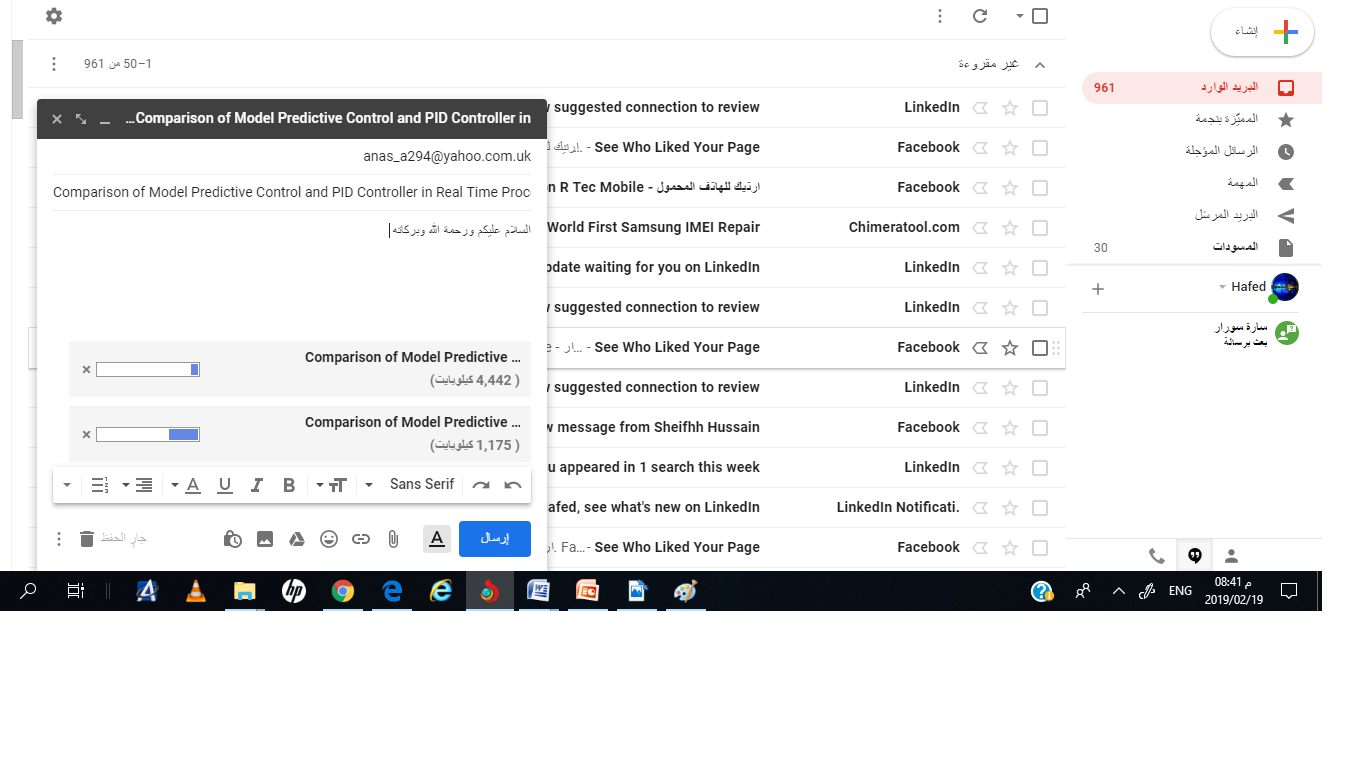 إنشاء
البريد الوارد 961
المميَّزة بنجمة
الرسائل المؤجلة
المهمة
البريد المرسَل
المسودات 30
Hafed
سارة سورار
بعث برسالة
1–50 من 961
غير مقروءة
LinkedIn suggested connection to review
Facebook See Who Liked Your Page -
Facebook n R Tec Mobile - ارتيك للهاتف المحمول
Chimeratool.com World First Samsung IMEI Repair
LinkedIn pdate waiting for you on LinkedIn
LinkedIn suggested connection to review
Facebook See Who Liked Your Page -
LinkedIn suggested connection to review
Facebook w message from Sheifhh Hussain
LinkedIn u appeared in 1 search this week
LinkedIn Notificati. afed, see what's new on LinkedIn
Facebook See Who Liked Your Page - ...Fa
...Comparison of Model Predictive Control and PID Controller in
anas_a294@yahoo.com.uk
Comparison of Model Predictive Control and PID Controller in Real Time Proc
السلام عليكم ورحمة الله وبركاته
Comparison of Model Predictive ...
(4,442 كيلوبايت)
Comparison of Model Predictive ...
(1,175 كيلوبايت)
Sans Serif
إرسال
جارٍ الحفظ
ENG
08:41 م
2019/02/19